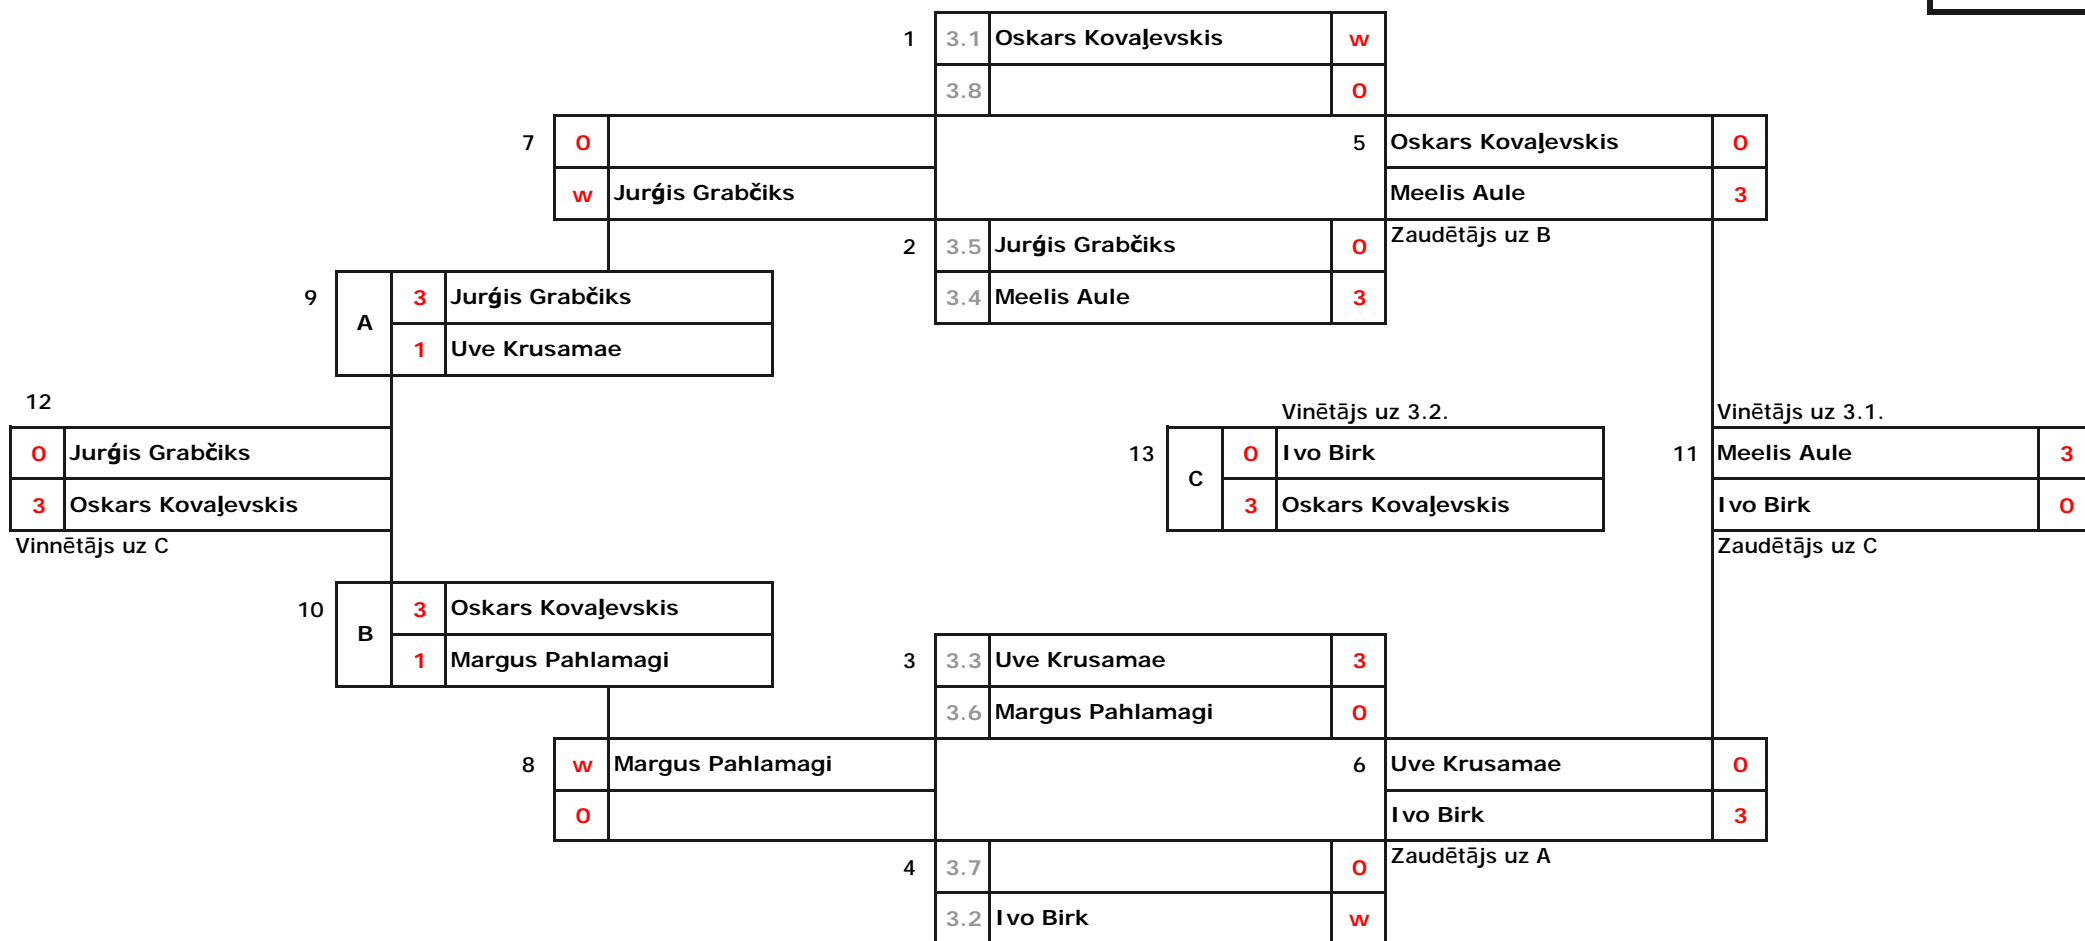 1 3.1 Oskars Kovaļevskis w
3.8 0
7 0 5 Oskars Kovaļevskis 0
w Jurģis Grabčiks Meelis Aule 3
2 3.5 Jurģis Grabčiks 0 Zaudētājs uz B
9 A 3 Jurģis Grabčiks 3.4 Meelis Aule 3
1 Uve Krusamae
12 Vinētājs uz 3.2. Vinētājs uz 3.1.
0 Jurģis Grabčiks 13 C 0 Ivo Birk 11 Meelis Aule 3
3 Oskars Kovaļevskis 3 Oskars Kovaļevskis Ivo Birk 0
Vinnētājs uz C Zaudētājs uz C
10 B 3 Oskars Kovaļevskis
1 Margus Pahlamagi 3 3.3 Uve Krusamae 3
3.6 Margus Pahlamagi 0
8 w Margus Pahlamagi 6 Uve Krusamae 0
0 Ivo Birk 3
4 3.7 0 Zaudētājs uz A
3.2 Ivo Birk w